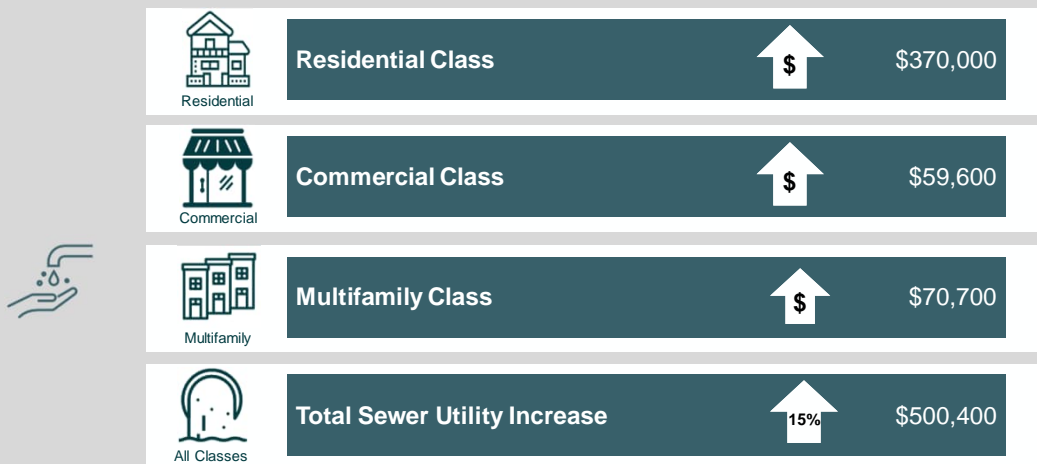 Residential Class $ $370,000
Residential
Commercial Class $ $59,600
Commercial
Multifamily Class $ $70,700
Multifamily
Total Sewer Utility Increase 15% $500,400
All Classes